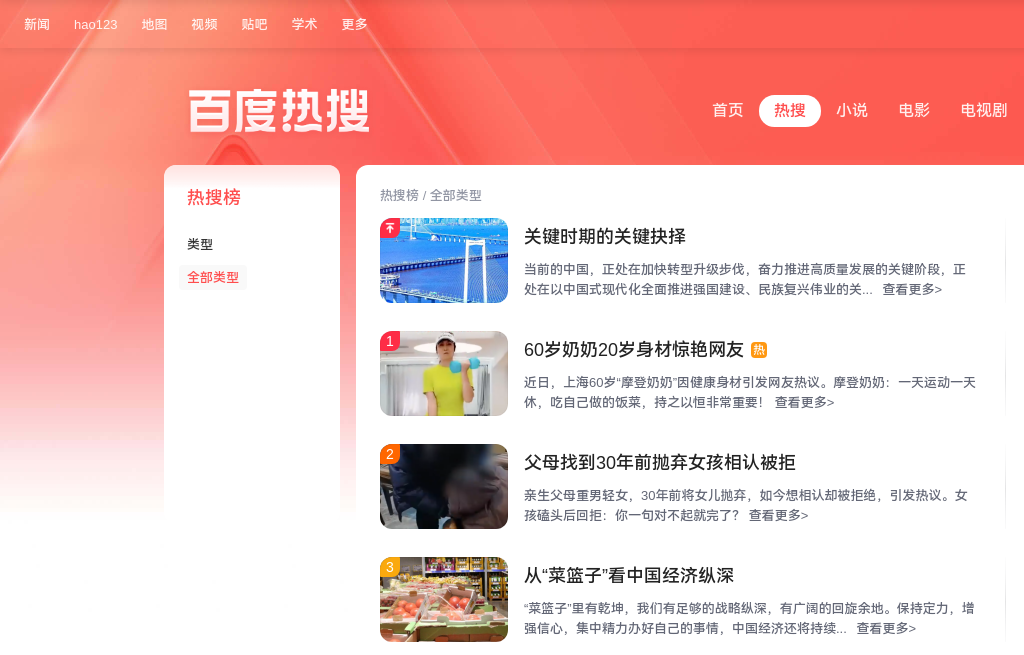 新闻 hao123 地图 视频 贴吧 学术 更多
百度热搜
首页 热搜 小说 电影 电视剧
热搜榜
类型
全部类型
热搜榜 / 全部类型
关键时期的关键抉择
当前的中国，正处在加快转型升级步伐，奋力推进高质量发展的关键阶段，正
处在以中国式现代化全面推进强国建设、民族复兴伟业的关... 查看更多>
1
60岁奶奶20岁身材惊艳网友 热
近日，上海60岁“摩登奶奶”因健康身材引发网友热议。摩登奶奶：一天运动一天
休，吃自己做的饭菜，持之以恒非常重要！ 查看更多>
2
父母找到30年前抛弃女孩相认被拒
亲生父母重男轻女，30年前将女儿抛弃，如今想相认却被拒绝，引发热议。女
孩磕头后回拒：你一句对不起就完了？ 查看更多>
3
从“菜篮子”看中国经济纵深
“菜篮子”里有乾坤，我们有足够的战略纵深，有广阔的回旋余地。保持定力，增
强信心，集中精力办好自己的事情，中国经济还将持续... 查看更多>